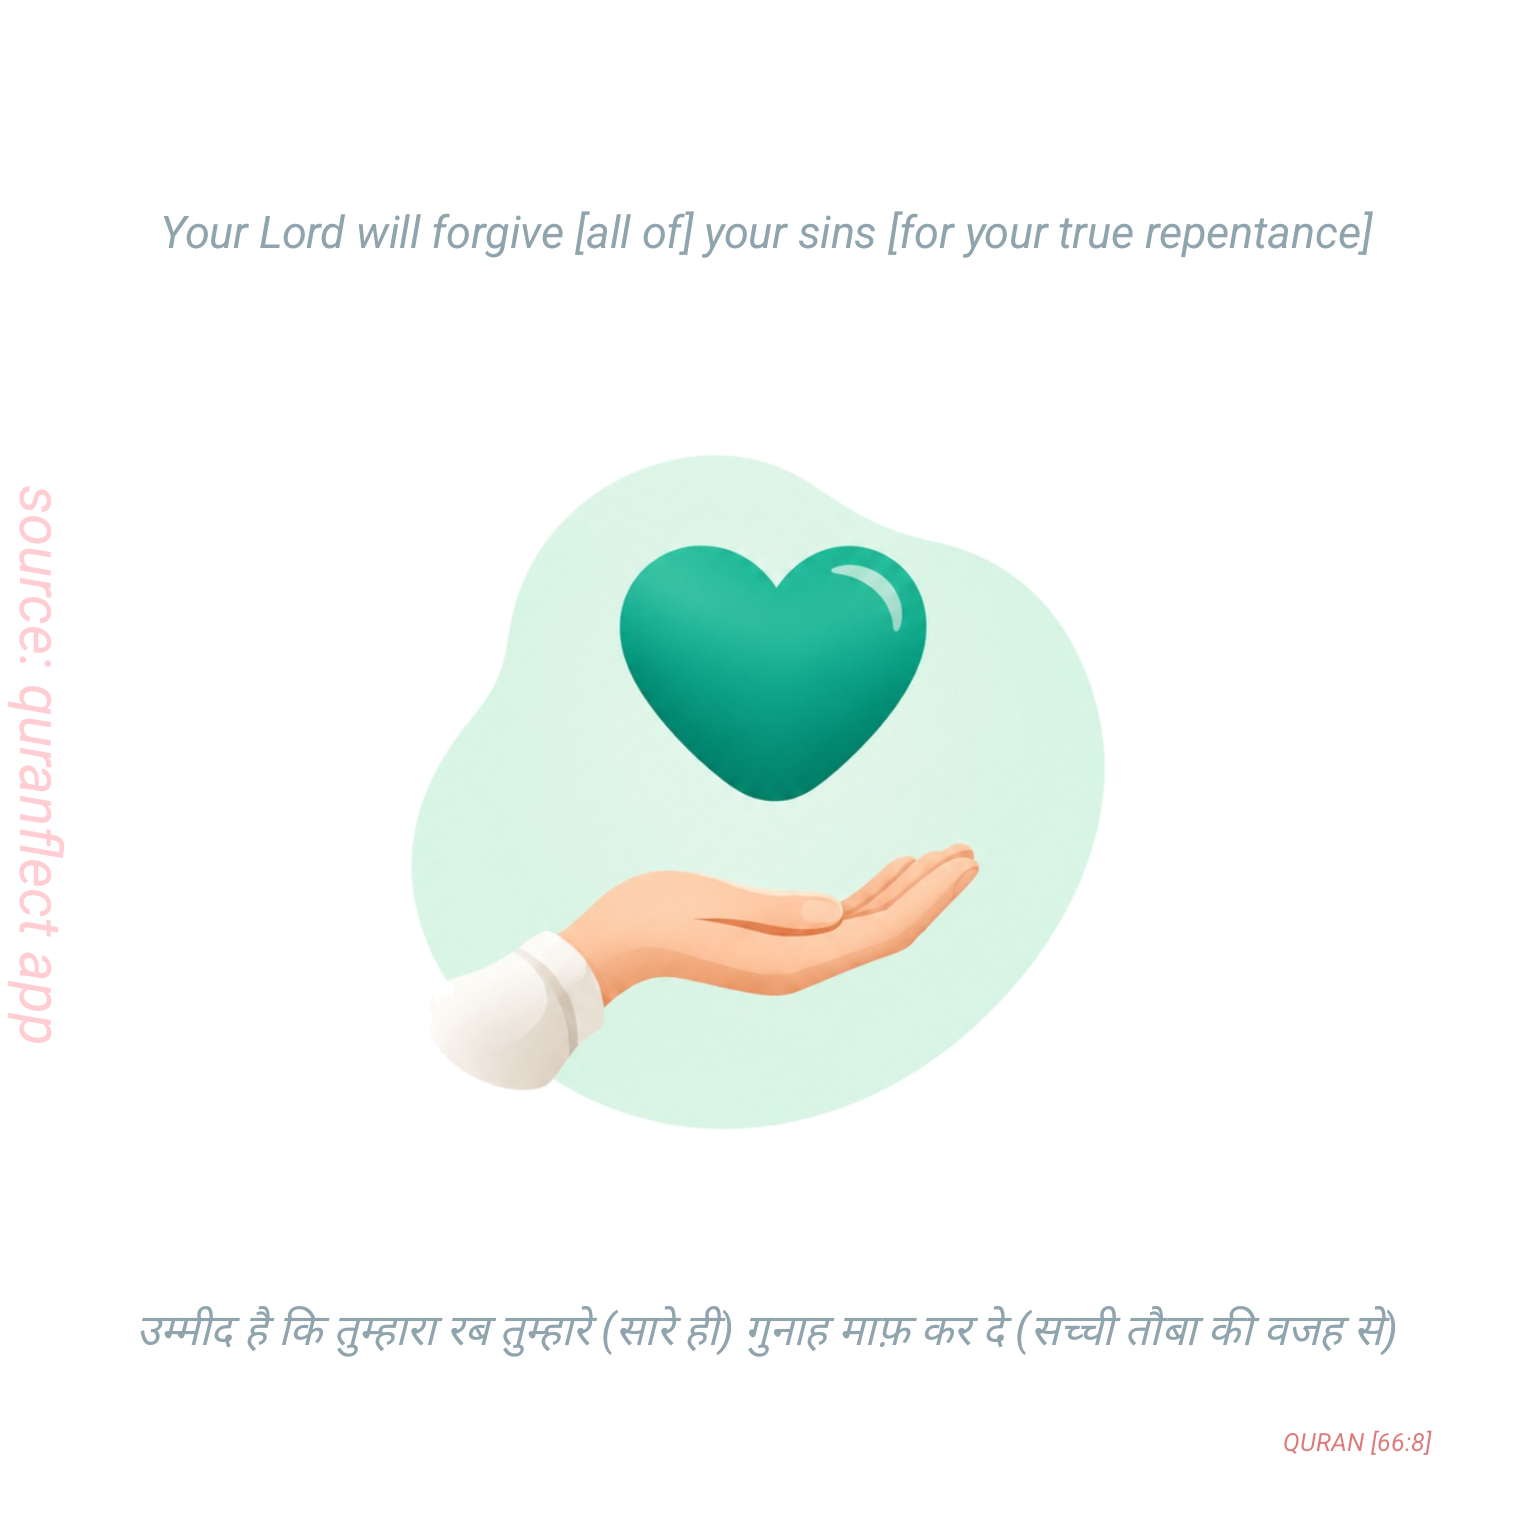 Your Lord will forgive [all of] your sins [for your true repentance]
source: quranflect app
उम्मीद है कि तुम्हारा रब तुम्हारे (सारे ही) गुनाह माफ़ कर दे (सच्ची तौबा की वजह से)
QURAN [66:8]